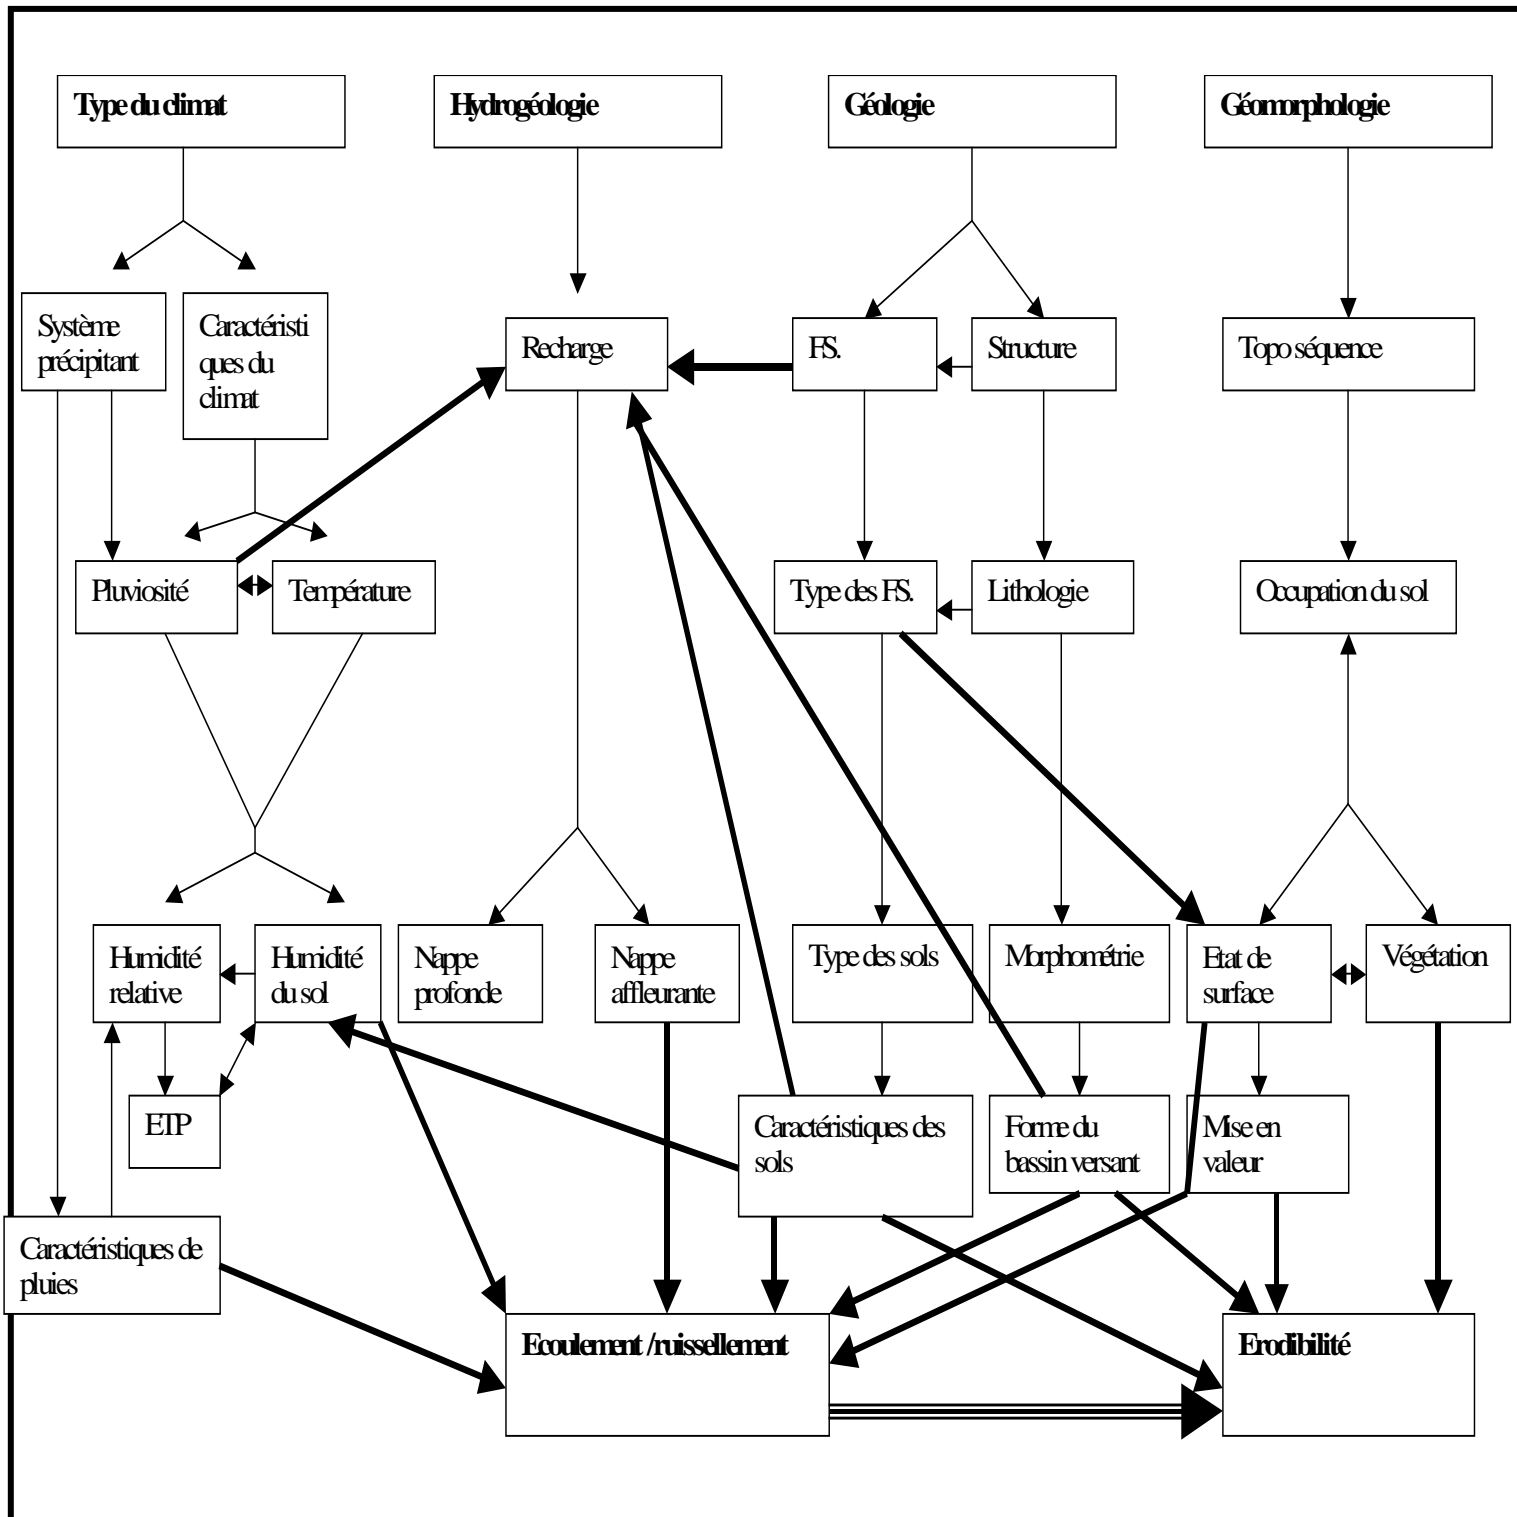 Type du climat
Hydrogéologie
Géologie
Géomorphologie
Système
précipitant
Caractéristi
ques du
climat
Recharge
FS.
Structure
Topo séquence
Pluviosité
Température
Type des FS.
Lithologie
Occupation du sol
Humidité
relative
Humidité
du sol
Nappe
profonde
Nappe
affleurante
Type des sols
Morphométrie
Etat de
surface
Végétation
ETP
Caractéristiques des
sols
Forme du
bassin versant
Mise en
valeur
Caractéristiques de
pluies
Ecoulement /ruissellement
Erodibilité